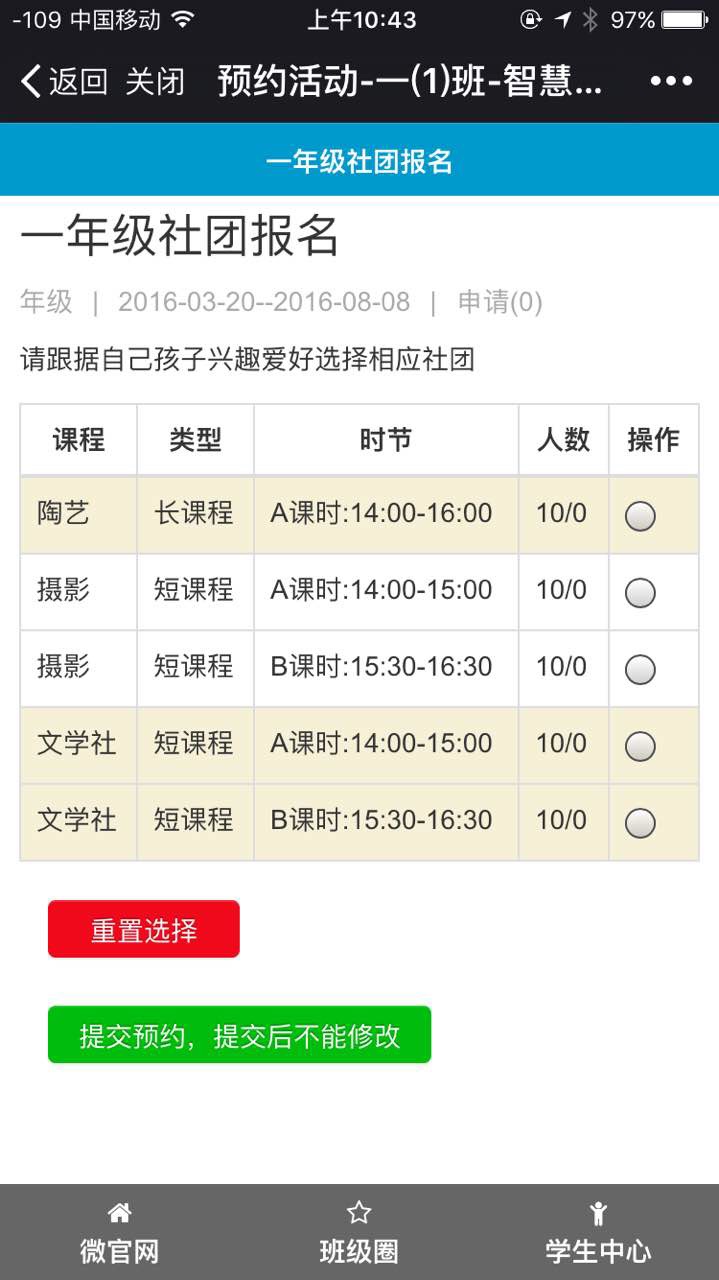 -109 中国移动 上午10:43 97%
返回 关闭 预约活动-一(1)班-智慧...
一年级社团报名
一年级社团报名
年级 | 2016-03-20--2016-08-08 | 申请(0)
请跟据自己孩子兴趣爱好选择相应社团
课程 类型 时节 人数 操作
陶艺 长课程 A课时:14:00-16:00 10/0
摄影 短课程 A课时:14:00-15:00 10/0
摄影 短课程 B课时:15:30-16:30 10/0
文学社 短课程 A课时:14:00-15:00 10/0
文学社 短课程 B课时:15:30-16:30 10/0
重置选择
提交预约，提交后不能修改
微官网 班级圈 学生中心